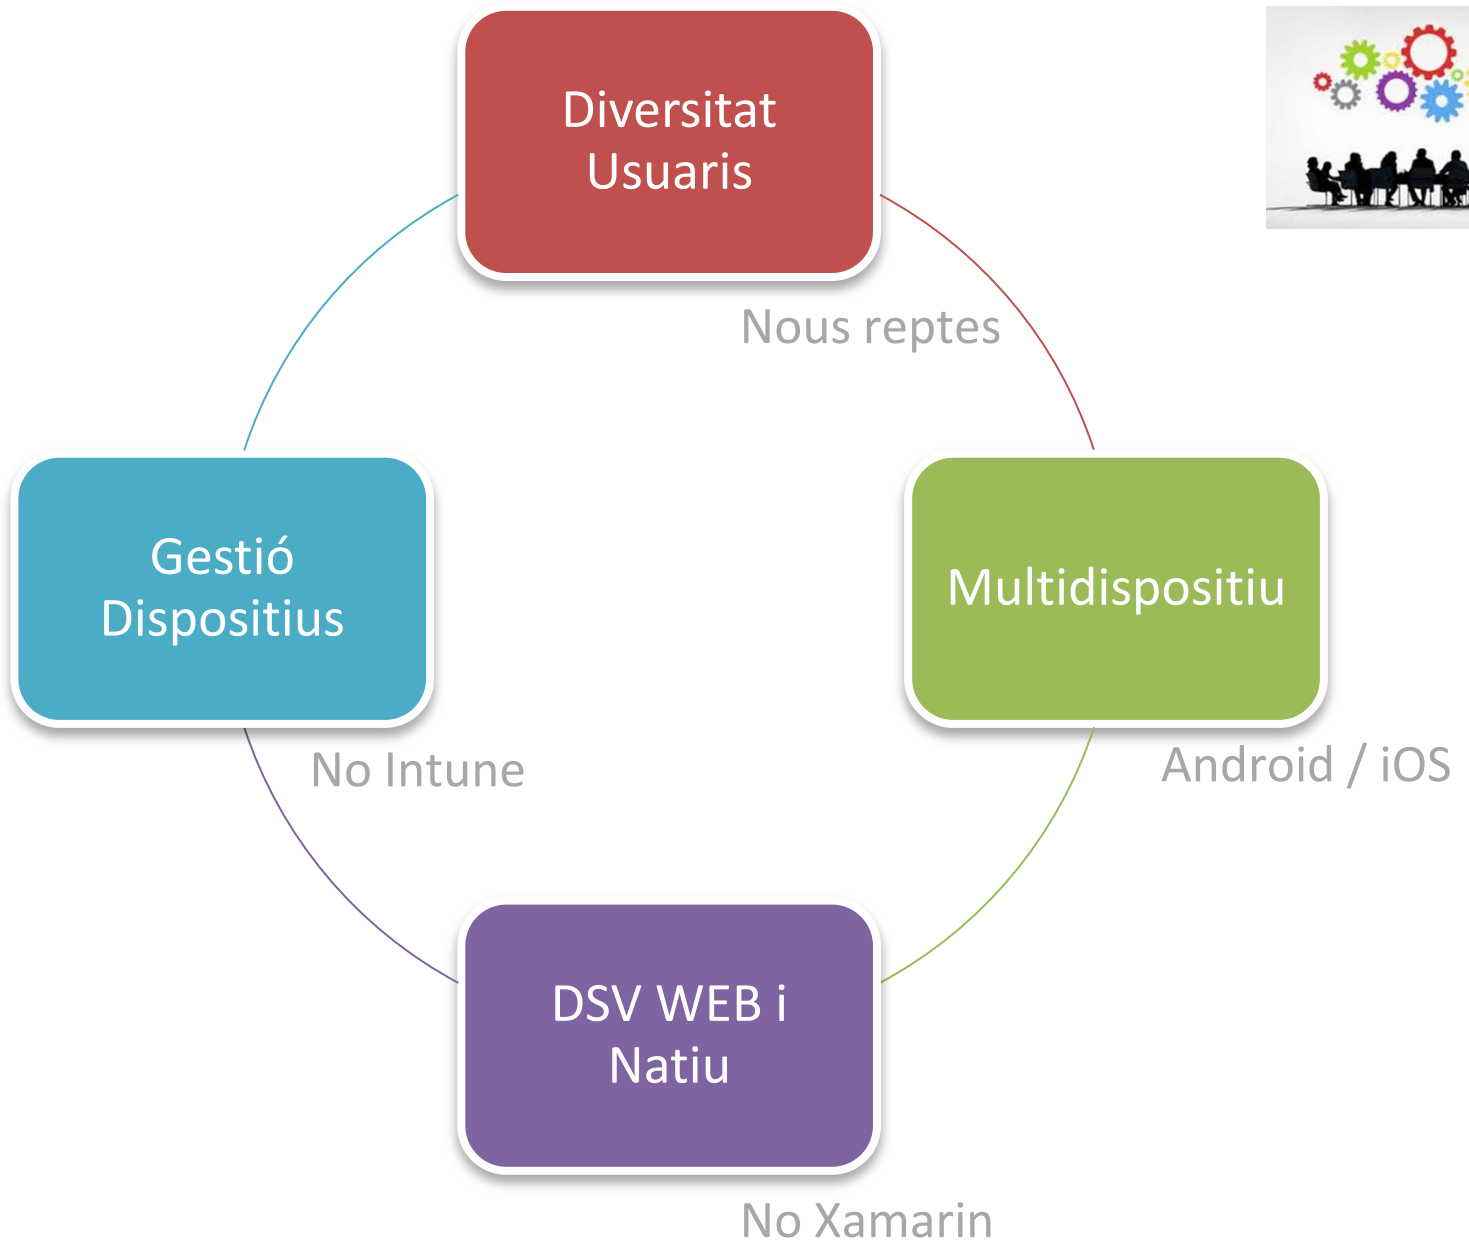 Diversitat
Usuaris
Nous reptes
Gestió
Dispositius
Multidispositiu
No Intune
Android / iOS
DSV WEB i
Natiu
No Xamarin